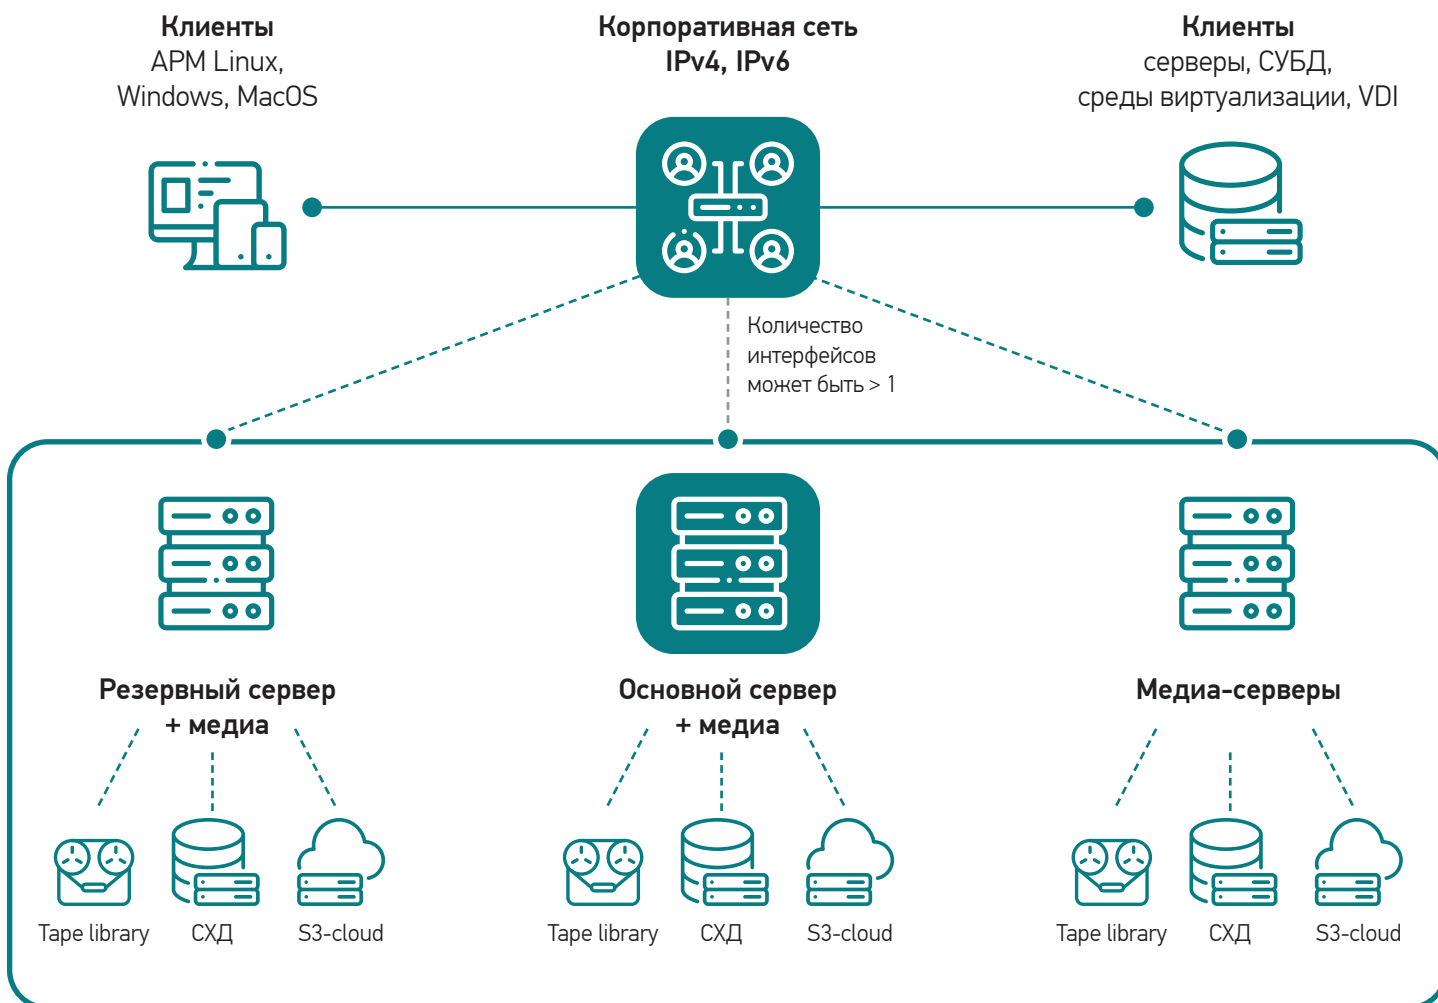 Клиенты
АРМ Linux,
Windows, MacOS
Корпоративная сеть
IPv4, IPv6
Клиенты
серверы, СУБД,
среды виртуализации, VDI
Количество
интерфейсов
может быть > 1
Резервный сервер
+ медиа
Основной сервер
+ медиа
Медиа-серверы
Tape library
СХД
S3-cloud
Tape library
СХД
S3-cloud
Tape library
СХД
S3-cloud